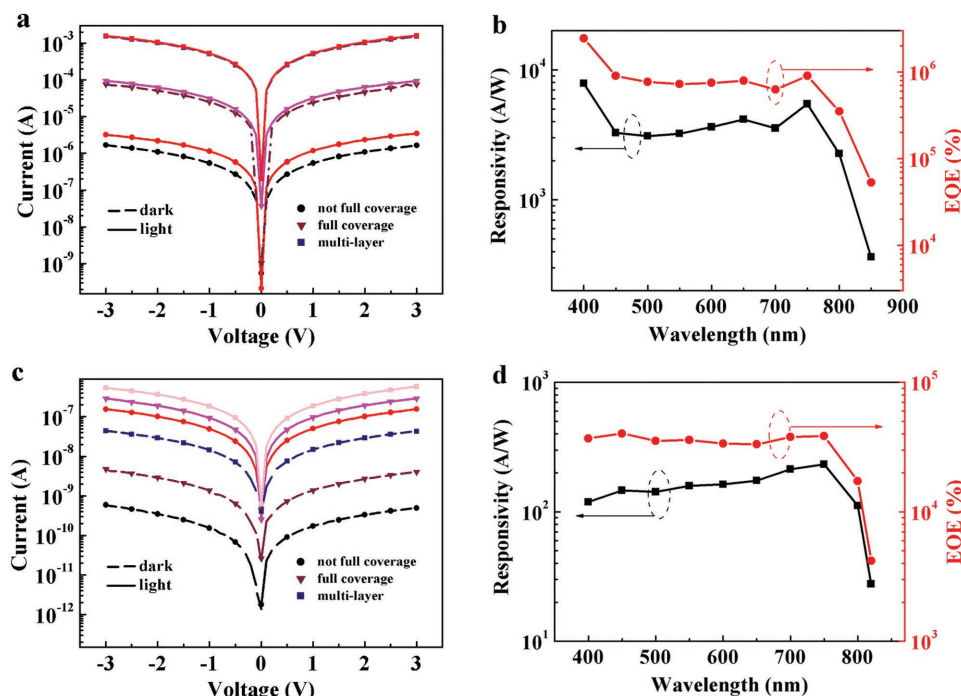 a
10⁻³
10⁻⁴
10⁻⁵
10⁻⁶
10⁻⁷
10⁻⁸
10⁻⁹
Current (A)
dark
light
not full coverage
full coverage
multi-layer
-3 -2 -1 0 1 2 3
Voltage (V)
b
10⁴
10³
Responsivity (A/W)
10⁶
10⁵
10⁴
EQE (%)
400 500 600 700 800 900
Wavelength (nm)
c
10⁻⁷
10⁻⁸
10⁻⁹
10⁻¹⁰
10⁻¹¹
10⁻¹²
Current (A)
dark
light
not full coverage
full coverage
multi-layer
-3 -2 -1 0 1 2 3
Voltage (V)
d
10³
10²
10¹
Responsivity (A/W)
10⁵
10⁴
10³
EQE (%)
400 500 600 700 800
Wavelength (nm)